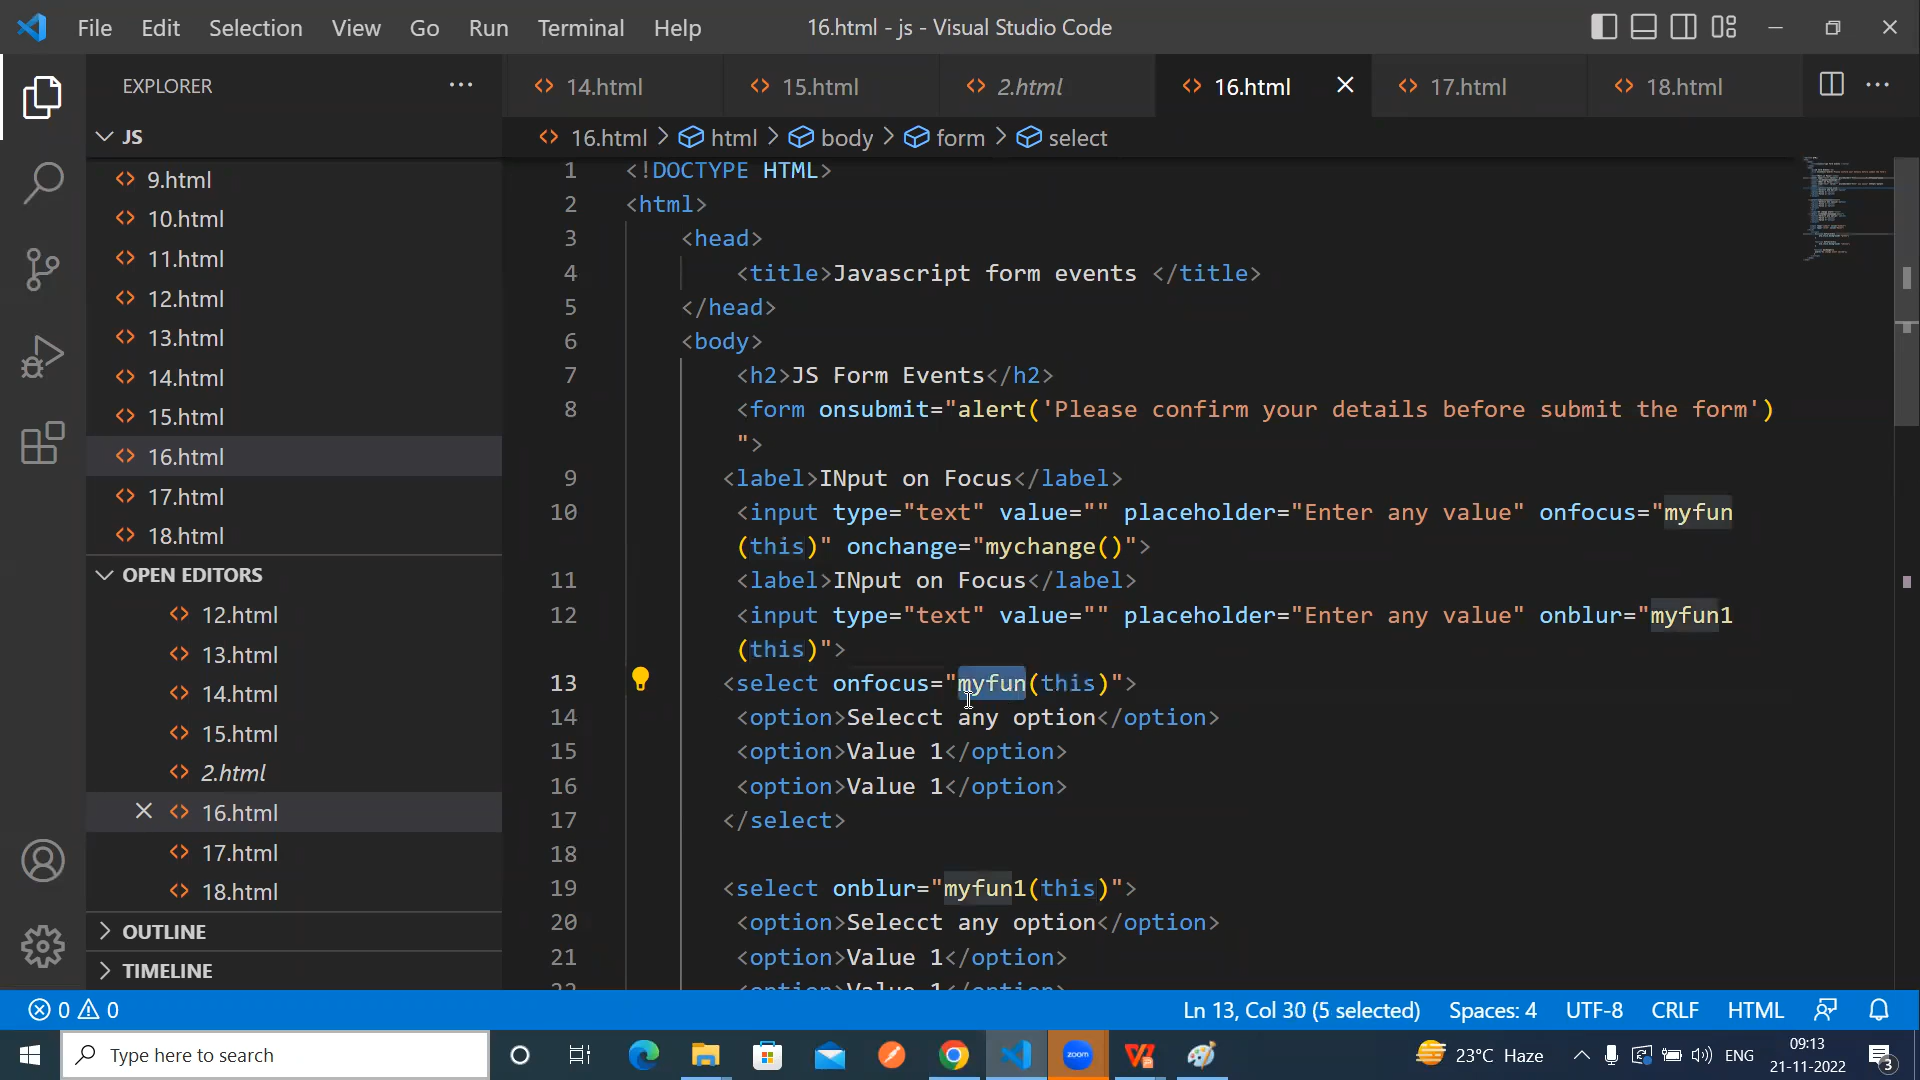 File Edit Selection View Go Run Terminal Help
16.html - js - Visual Studio Code
EXPLORER
14.html 15.html 2.html 16.html 17.html 18.html
JS
16.html > html > body > form > select
9.html
10.html
11.html
12.html
13.html
14.html
15.html
16.html
17.html
18.html
OPEN EDITORS
12.html
13.html
14.html
15.html
2.html
16.html
17.html
18.html
OUTLINE
TIMELINE
1 <!DOCTYPE HTML>
2 <html>
3 <head>
4 <title>Javascript form events </title>
5 </head>
6 <body>
7 <h2>JS Form Events</h2>
8 <form onsubmit="alert('Please confirm your details before submit the form')
">
9 <label>INput on Focus</label>
10 <input type="text" value="" placeholder="Enter any value" onfocus="myfun
(this)" onchange="mychange()">
11 <label>INput on Focus</label>
12 <input type="text" value="" placeholder="Enter any value" onblur="myfun1
(this)">
13 <select onfocus="myfun(this)">
14 <option>Selecct any option</option>
15 <option>Value 1</option>
16 <option>Value 1</option>
17 </select>
18
19 <select onblur="myfun1(this)">
20 <option>Selecct any option</option>
21 <option>Value 1</option>
22 <option>Value 1</option>
0 0
Ln 13, Col 30 (5 selected) Spaces: 4 UTF-8 CRLF HTML
Type here to search
zoom
23°C Haze
ENG
09:13
21-11-2022
3